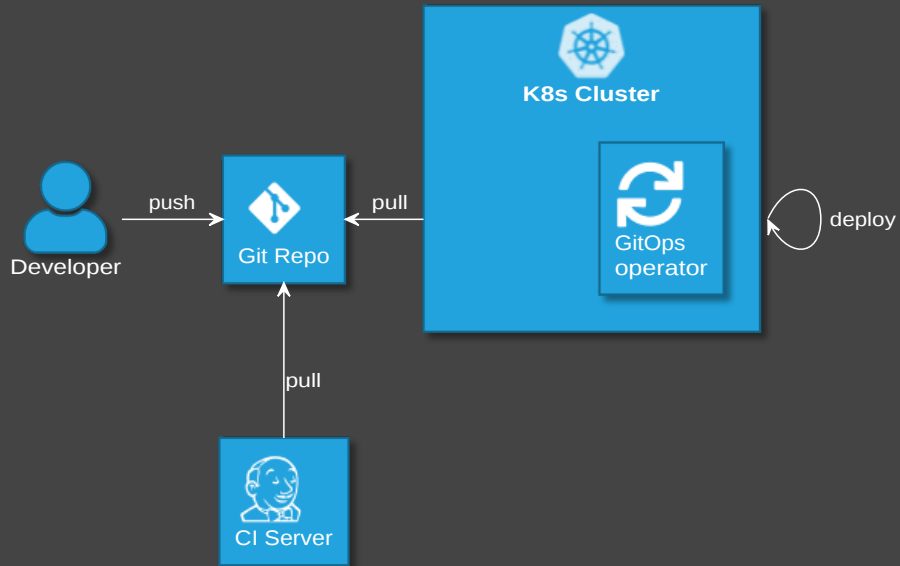 K8s Cluster
push
pull
deploy
Git Repo
GitOps
operator
Developer
pull
CI Server